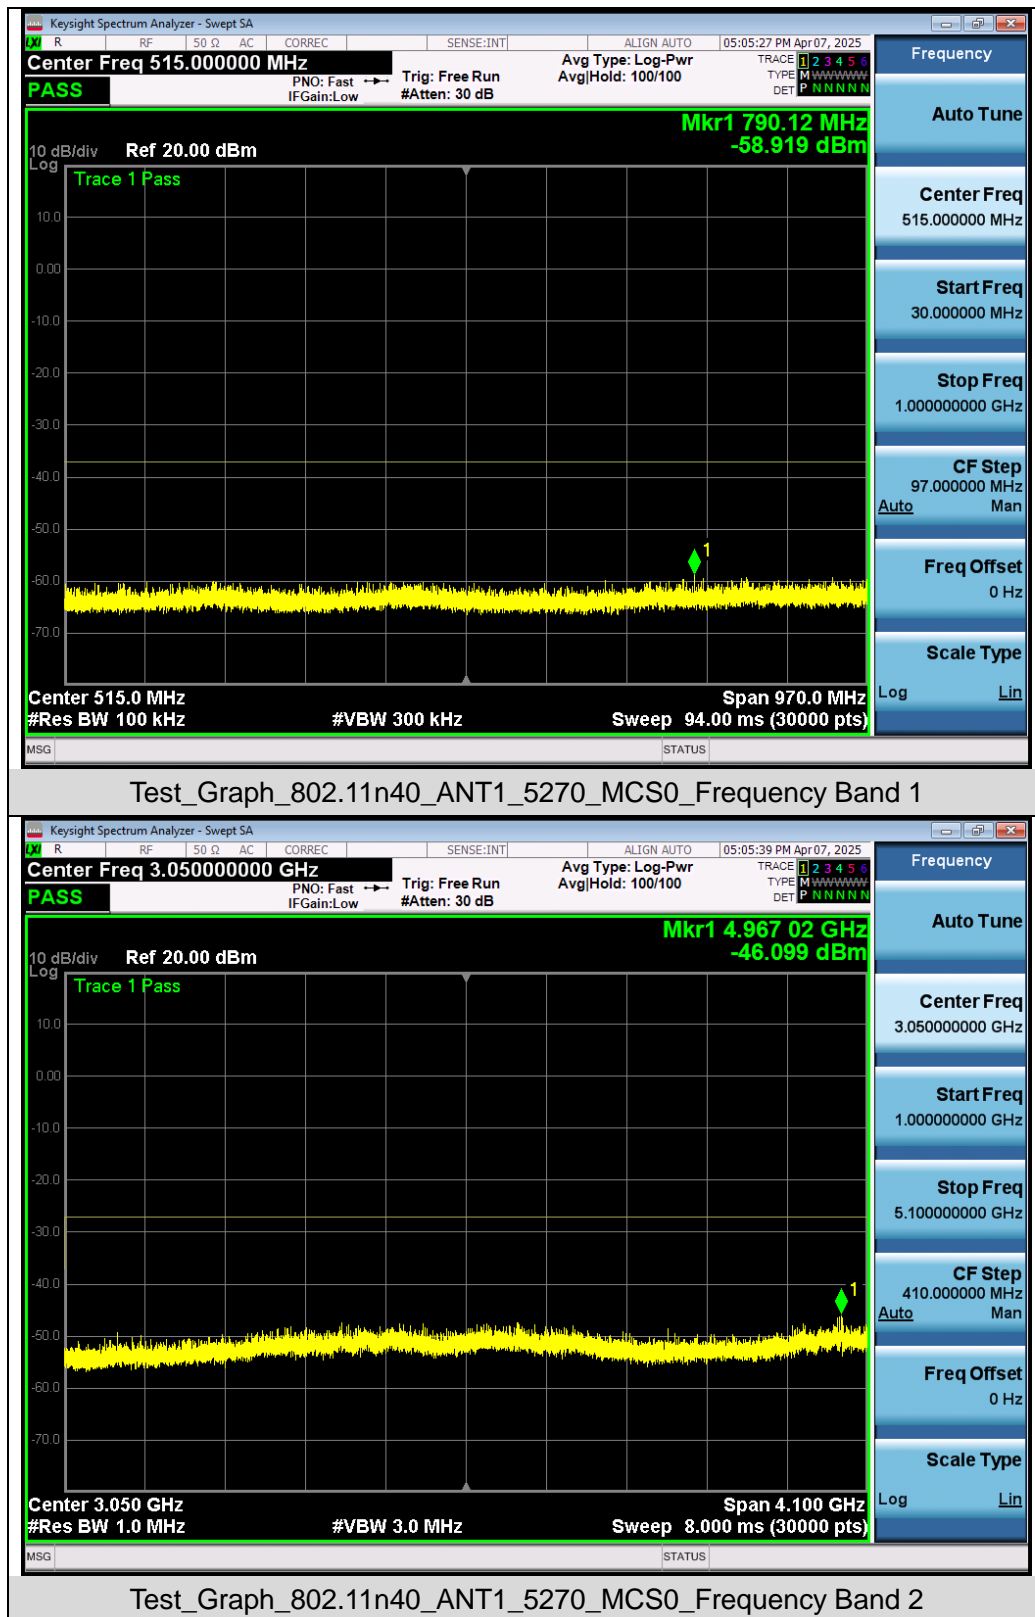 Keysight Spectrum Analyzer - Swept SA
LXI R RF 50 Ω AC CORREC SENSE:INT ALIGN AUTO 05:05:27 PM Apr 07, 2025
Center Freq 515.000000 MHz
PASS
PNO: Fast
IFGain:Low
Trig: Free Run
#Atten: 30 dB
Avg Type: Log-Pwr
Avg|Hold: 100/100
TRACE 1 2 3 4 5 6
TYPE M WWWWW
DET P N N N N N
Mkr1 790.12 MHz
-58.919 dBm
10 dB/div Ref 20.00 dBm
Log
Trace 1 Pass
10.0
0.00
-10.0
-20.0
-30.0
-40.0
-50.0
-60.0
-70.0
1
Center 515.0 MHz Span 970.0 MHz
#Res BW 100 kHz #VBW 300 kHz Sweep 94.00 ms (30000 pts)
MSG STATUS
Frequency
Auto Tune
Center Freq
515.000000 MHz
Start Freq
30.000000 MHz
Stop Freq
1.000000000 GHz
CF Step
97.000000 MHz
Auto Man
Freq Offset
0 Hz
Scale Type
Log Lin
Test_Graph_802.11n40_ANT1_5270_MCS0_Frequency Band 1
Keysight Spectrum Analyzer - Swept SA
LXI R RF 50 Ω AC CORREC SENSE:INT ALIGN AUTO 05:05:39 PM Apr 07, 2025
Center Freq 3.050000000 GHz
PASS
PNO: Fast
IFGain:Low
Trig: Free Run
#Atten: 30 dB
Avg Type: Log-Pwr
Avg|Hold: 100/100
TRACE 1 2 3 4 5 6
TYPE M WWWWW
DET P N N N N N
Mkr1 4.967 02 GHz
-46.099 dBm
10 dB/div Ref 20.00 dBm
Log
Trace 1 Pass
10.0
0.00
-10.0
-20.0
-30.0
-40.0
-50.0
-60.0
-70.0
1
Center 3.050 GHz Span 4.100 GHz
#Res BW 1.0 MHz #VBW 3.0 MHz Sweep 8.000 ms (30000 pts)
MSG STATUS
Frequency
Auto Tune
Center Freq
3.050000000 GHz
Start Freq
1.000000000 GHz
Stop Freq
5.100000000 GHz
CF Step
410.000000 MHz
Auto Man
Freq Offset
0 Hz
Scale Type
Log Lin
Test_Graph_802.11n40_ANT1_5270_MCS0_Frequency Band 2